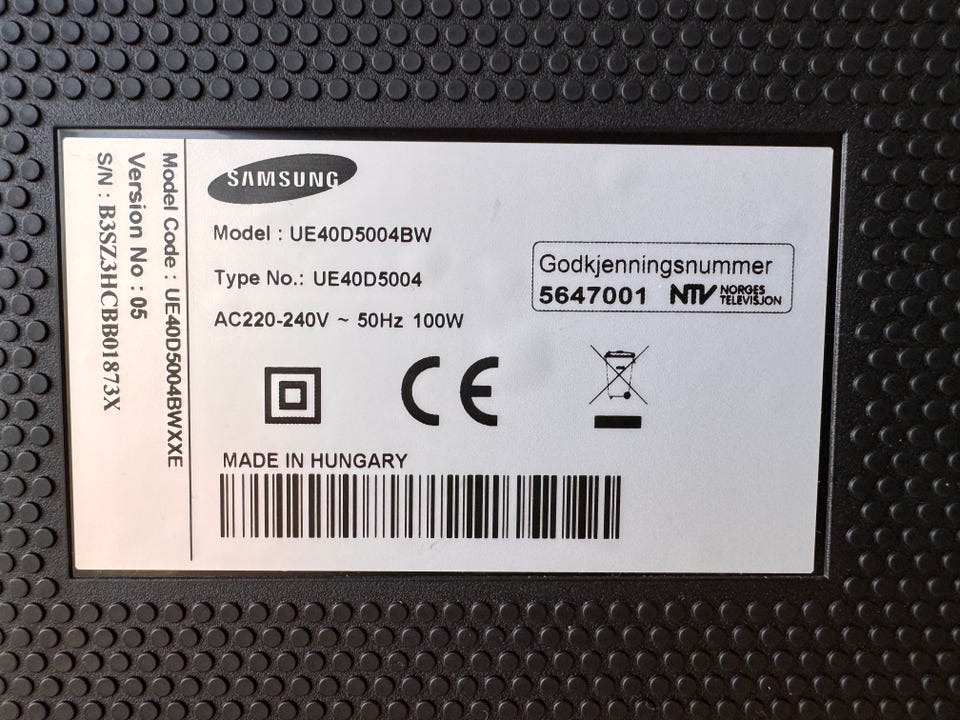 SAMSUNG
Model : UE40D5004BW
Type No.: UE40D5004
AC220-240V ~ 50Hz 100W
Godkjenningsnummer
5647001 NTV NORGES TELEVISJON
CE
MADE IN HUNGARY
Model Code : UE40D5004BWXXE
Version No : 05
S/N : B3SZ3HCBB01873X